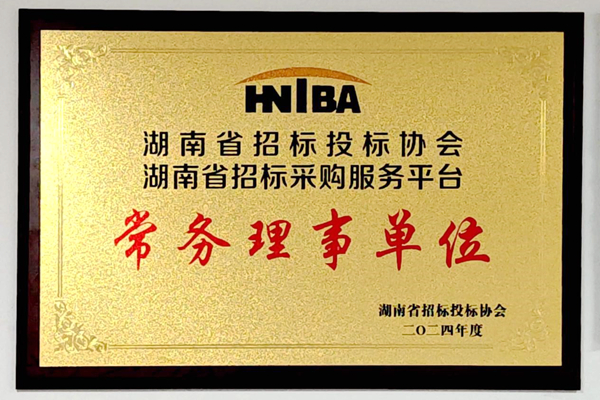 HNIBA
湖南省招标投标协会
湖南省招标采购服务平台
常务理事单位
湖南省招标投标协会
二〇二四年度